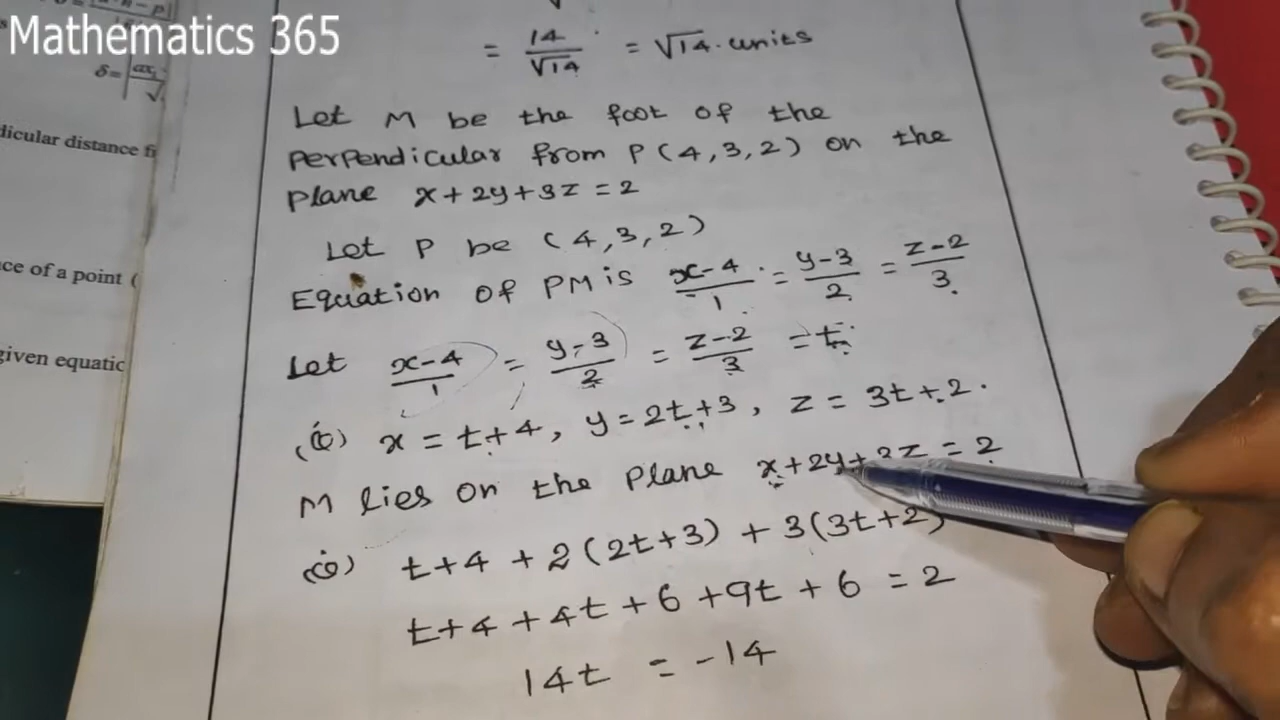 Mathematics 365
= 14/√14 = √14 units
Let M be the foot of the
perpendicular from P(4,3,2) on the
plane x+2y+3z=2
Let P be (4,3,2)
Equation of PM is x-4/1 = y-3/2 = z-2/3
Let x-4/1 = y-3/2 = z-2/3 = t
x = t+4, y = 2t+3, z = 3t+2.
M lies on the plane x+2y+3z = 2
t+4+2(2t+3) + 3(3t+2)
t+4+4t+6+9t+6 = 2
14t = -14
dicular distance
ce of a point (
given equatio